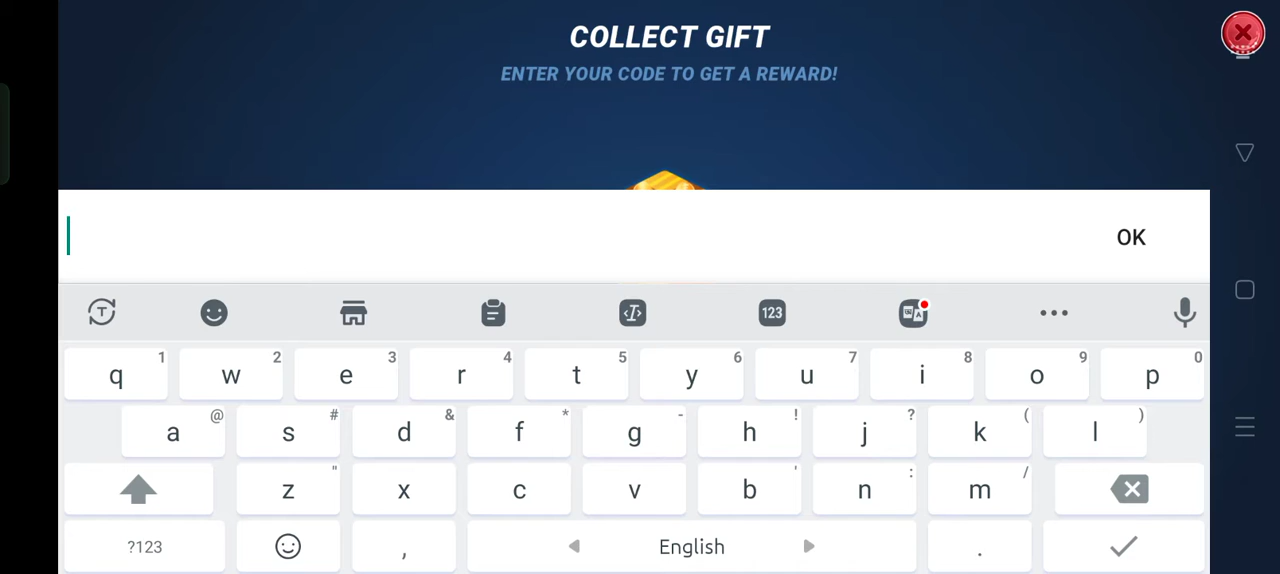 COLLECT GIFT
ENTER YOUR CODE TO GET A REWARD!
OK
T 123
q 1 w 2 e 3 r 4 t 5 y 6 u 7 i 8 o 9 p 0
a @ s # d & f * g - h ! j ? k ( l )
z " x c v b ' n : m /
?123 , English .